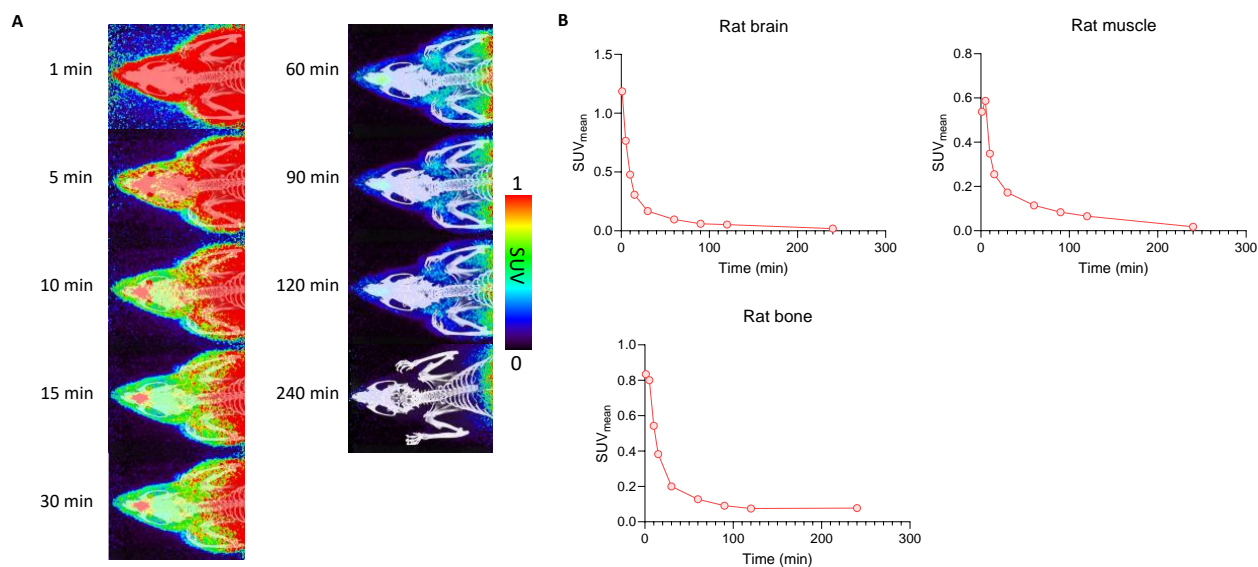 A
1 min
5 min
10 min
15 min
30 min
60 min
90 min
120 min
240 min
1
SUV
0
B
Rat brain
SUVmean
1.5
1.0
0.5
0.0
0 100 200 300
Time (min)
Rat muscle
SUVmean
0.8
0.6
0.4
0.2
0.0
0 100 200 300
Time (min)
Rat bone
SUVmean
1.0
0.8
0.6
0.4
0.2
0.0
0 100 200 300
Time (min)